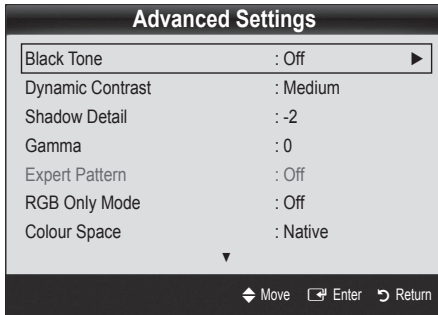 Advanced Settings
Black Tone : Off ►
Dynamic Contrast : Medium
Shadow Detail : -2
Gamma : 0
Expert Pattern : Off
RGB Only Mode : Off
Colour Space : Native
▼
Move Enter Return